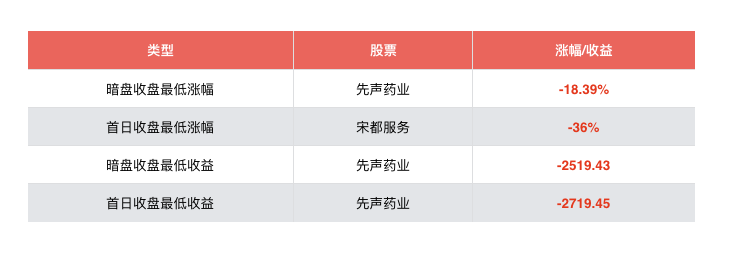 类型 股票 涨幅/收益
暗盘收盘最低涨幅 先声药业 -18.39%
首日收盘最低涨幅 宋都服务 -36%
暗盘收盘最低收益 先声药业 -2519.43
首日收盘最低收益 先声药业 -2719.45